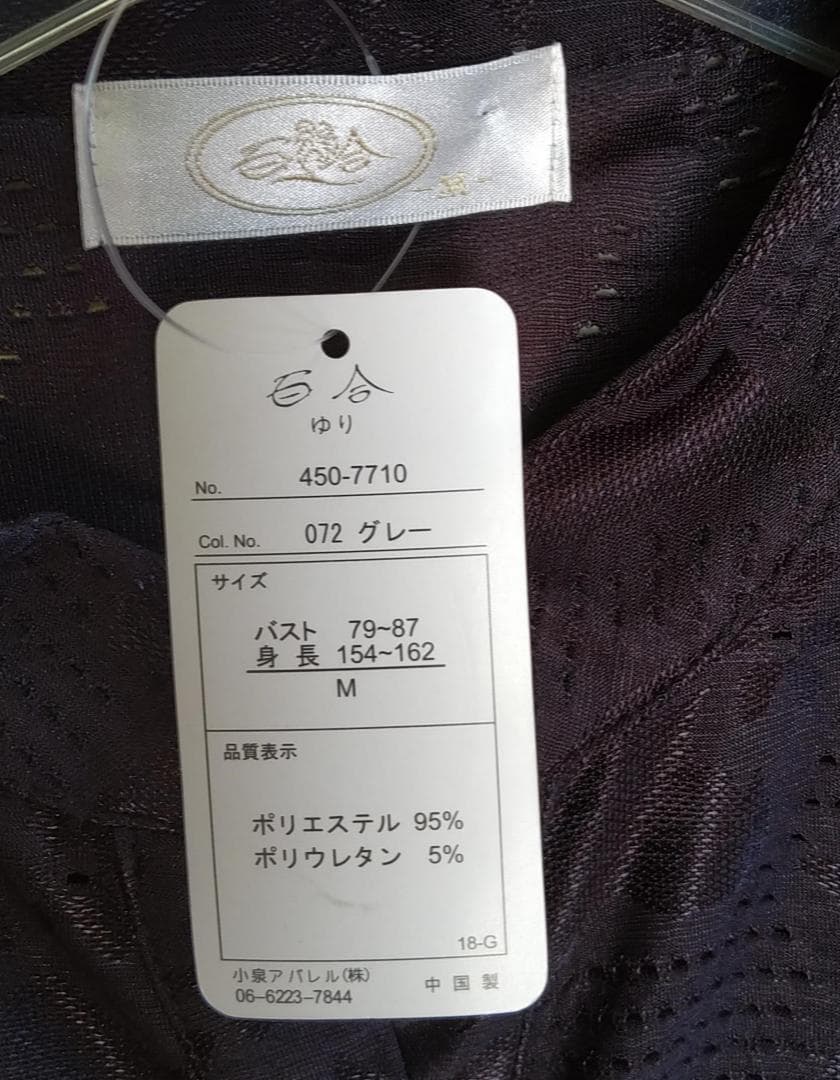 百合
百合
ゆり
No. 450-7710
Col. No. 072 グレー
サイズ
バスト 79~87
身長 154~162
M
品質表示
ポリエステル 95%
ポリウレタン 5%
18-G
小泉アパレル(株)
06-6223-7844
中国製